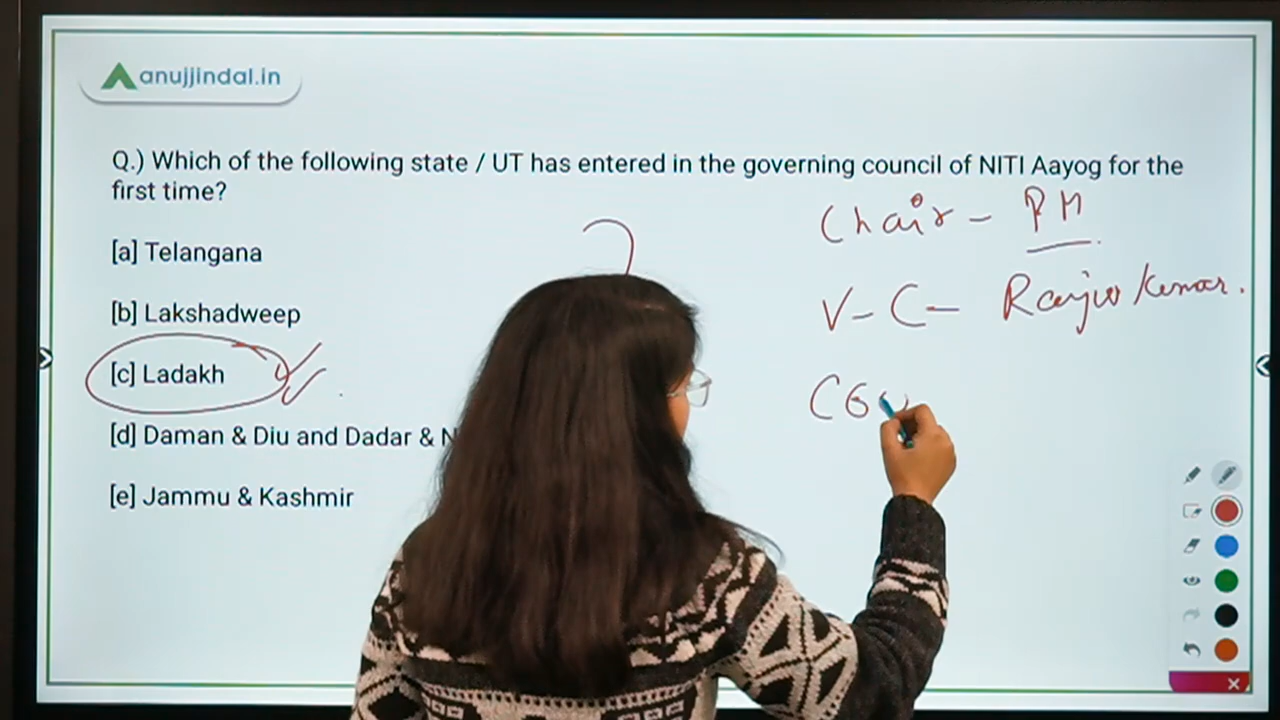 anujjindal.in
Q.) Which of the following state / UT has entered in the governing council of NITI Aayog for the
first time?
[a] Telangana
[b] Lakshadweep
[c] Ladakh
[d] Daman & Diu and Dadar & N
[e] Jammu & Kashmir
Chair - PM
V-C- Kumar.
CG